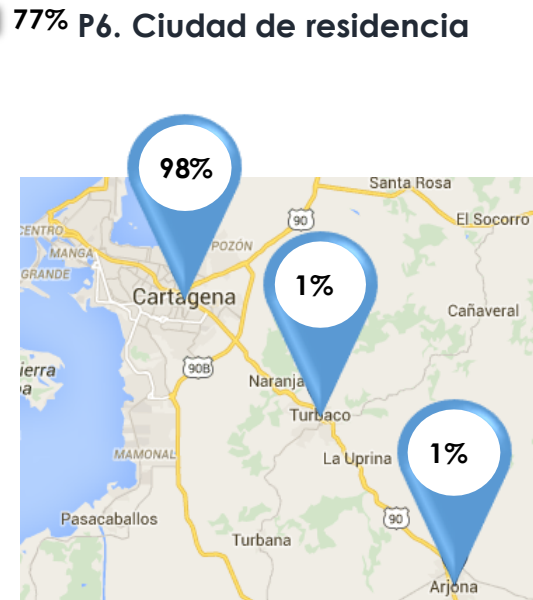 77% P6. Ciudad de residencia
98%
Santa Rosa
90
El Socorro
CENTRO
POZÓN
MANGA
GRANDE
1%
Cartagena
Cañaveral
90B
ierra
a
Naranja
Turbaco
1%
MAMONAL
La Uprina
90
Pasacaballos
Turbana
Arjona